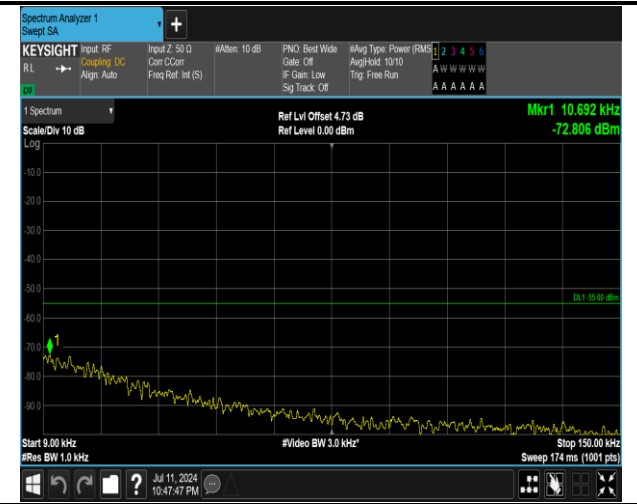 Spectrum Analyzer 1
Swept SA
+
KEYSIGHT Input: RF Input Z: 50 Ω #Atten: 10 dB PNO: Best Wide #Avg Type: Power (RMS 1 2 3 4 5 6
RL Coupling: DC Corr CCorr Gate: Off Avg|Hold: 10/10 A W W W W W
Align: Auto Freq Ref: Int (S) IF Gain: Low Trig: Free Run
Sig Track: Off A A A A A A
1 Spectrum
Ref Lvl Offset 4.73 dB Mkr1 10.692 kHz
Scale/Div 10 dB Ref Level 0.00 dBm -72.806 dBm
Log
-10.0
-20.0
-30.0
-40.0
-50.0
DL1 -55.00 dBm
-60.0
-70.0
1
-80.0
-90.0
Start 9.00 kHz #Video BW 3.0 kHz* Stop 150.00 kHz
#Res BW 1.0 kHz Sweep 174 ms (1001 pts)
? Jul 11, 2024
10:47:47 PM